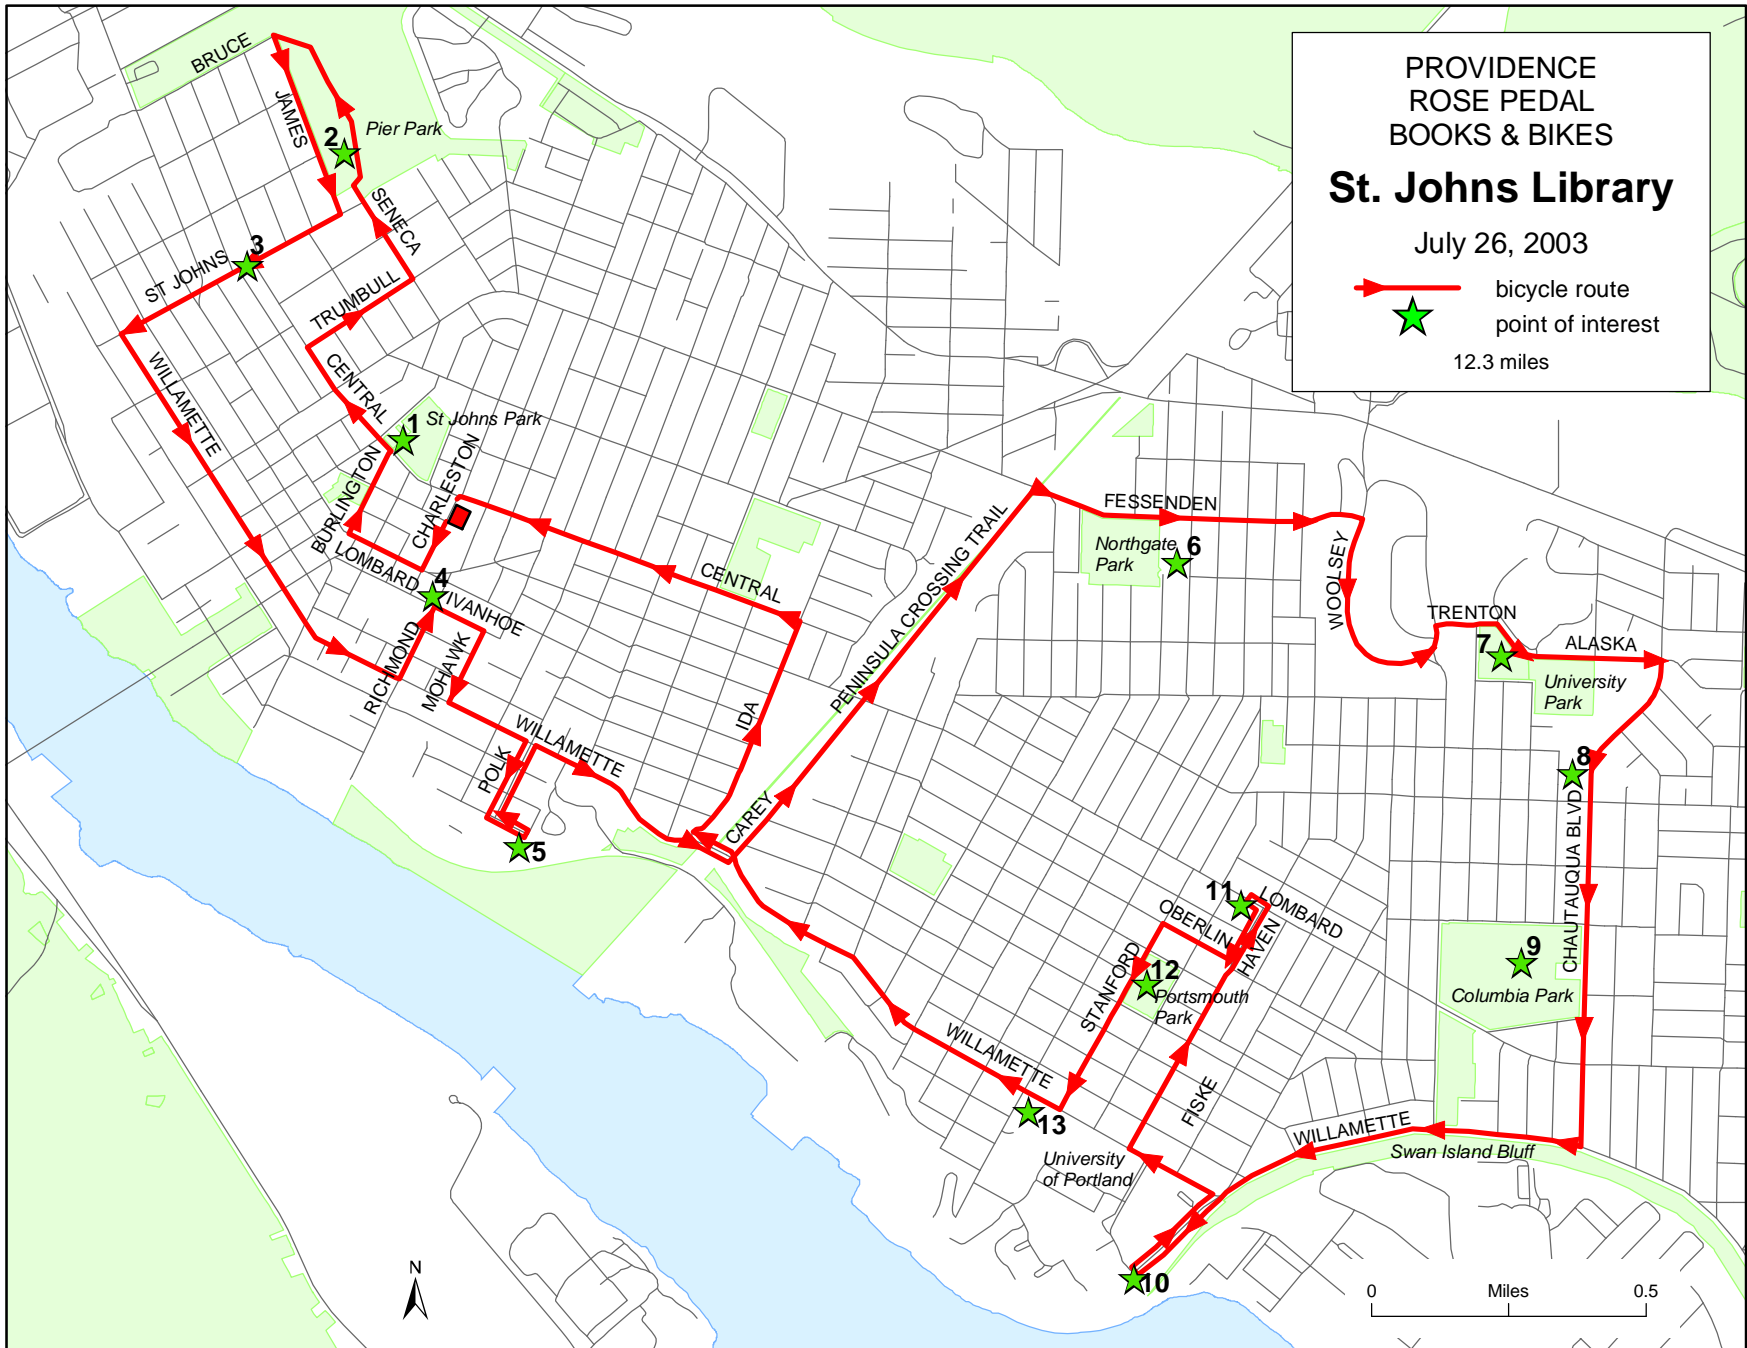 PROVIDENCE
ROSE PEDAL
BOOKS & BIKES
St. Johns Library
July 26, 2003
bicycle route
point of interest
12.3 miles
BRUCE
JAMES
2
Pier Park
SENECA
3
ST JOHNS
TRUMBULL
WILLAMETTE
CENTRAL
1
St Johns Park
CHARLESTON
BURLINGTON
LOMBARD
4
IVANHOE
RICHMOND
MOHAWK
CENTRAL
IDA
WILLAMETTE
POLK
5
CAREY
PENINSULA CROSSING TRAIL
FESSENDEN
Northgate
Park
6
WOOLSEY
TRENTON
7
ALASKA
University
Park
8
CHAUTAUQUA BLVD
9
Columbia Park
11
LOMBARD
OBERLIN
HAVEN
STANFORD
12
Portsmouth
Park
WILLAMETTE
FISKE
13
University
of Portland
WILLAMETTE
Swan Island Bluff
10
N
0
Miles
0.5